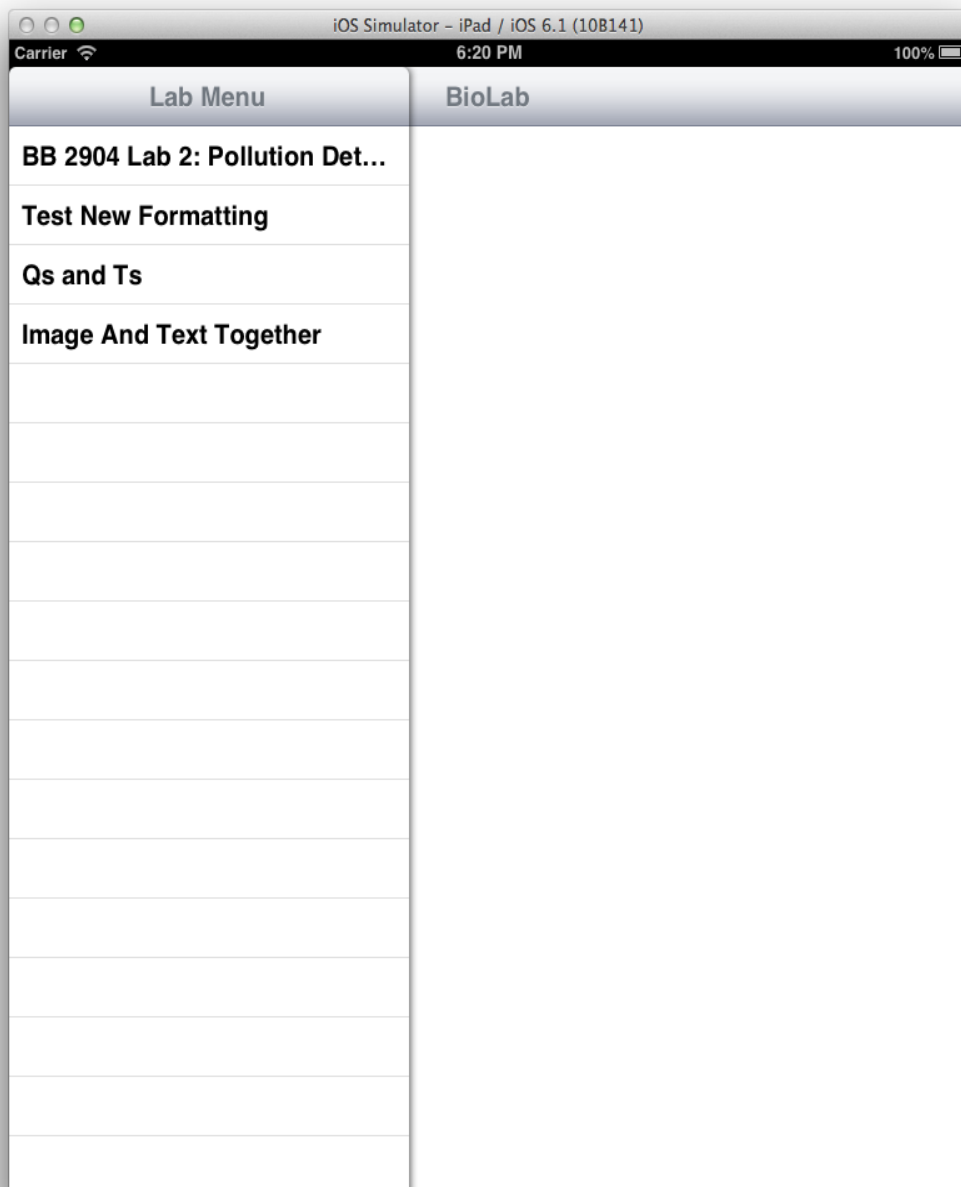 iOS Simulator – iPad / iOS 6.1 (10B141)
Carrier 6:20 PM 100%
Lab Menu BioLab
BB 2904 Lab 2: Pollution Det…
Test New Formatting
Qs and Ts
Image And Text Together